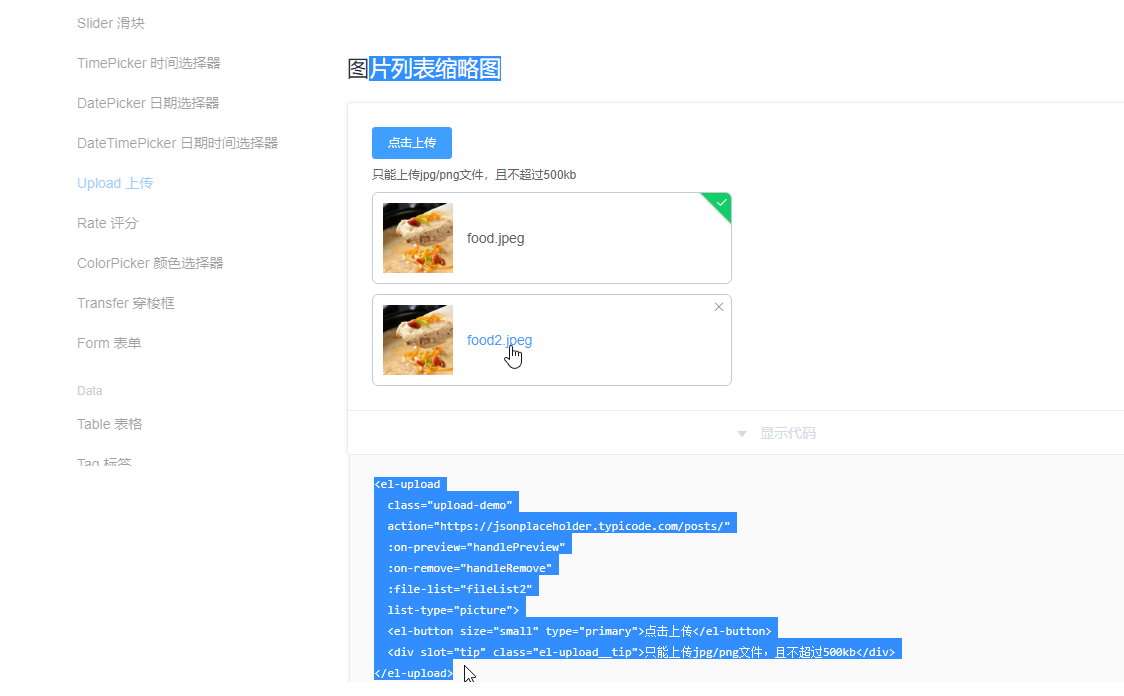 Slider 滑块
TimePicker 时间选择器
DatePicker 日期选择器
DateTimePicker 日期时间选择器
Upload 上传
Rate 评分
ColorPicker 颜色选择器
Transfer 穿梭框
Form 表单
Data
Table 表格
Tag 标签
图片列表缩略图
点击上传
只能上传jpg/png文件，且不超过500kb
food.jpeg
food2.jpeg
显示代码
<el-upload
class="upload-demo"
action="https://jsonplaceholder.typicode.com/posts/"
:on-preview="handlePreview"
:on-remove="handleRemove"
:file-list="fileList2"
list-type="picture">
<el-button size="small" type="primary">点击上传</el-button>
<div slot="tip" class="el-upload__tip">只能上传jpg/png文件，且不超过500kb</div>
</el-upload>